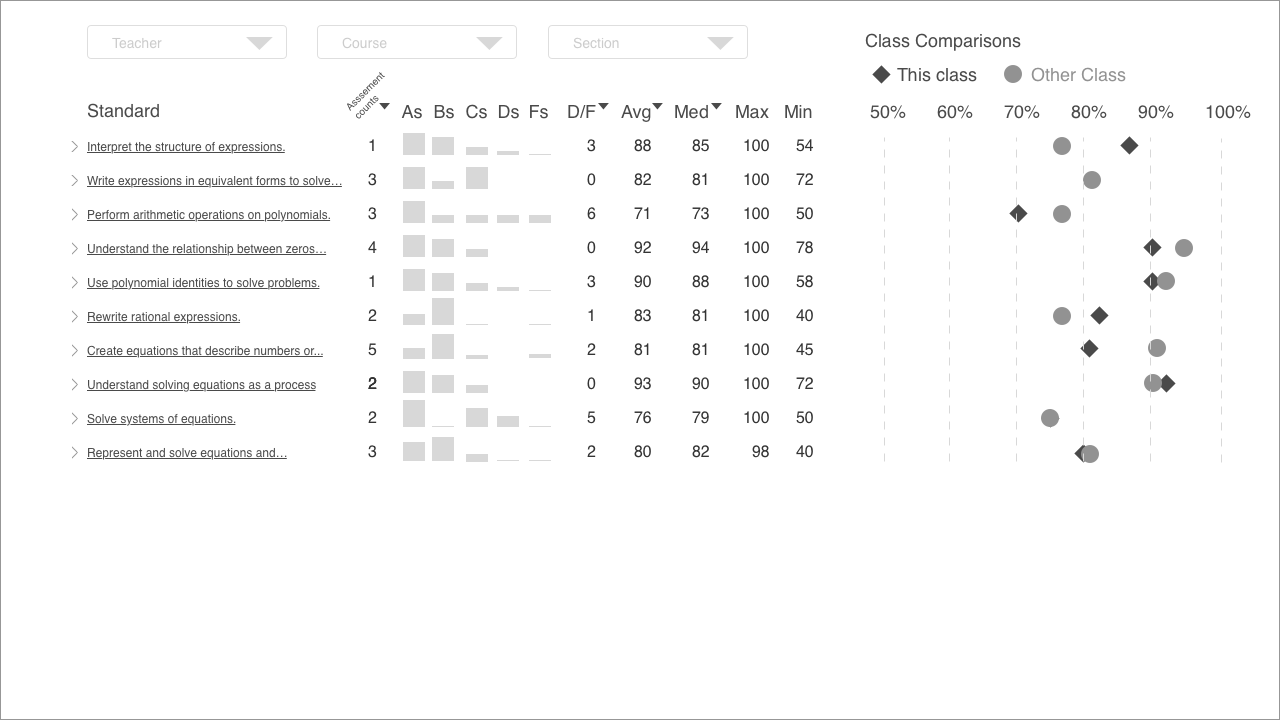 Teacher Course Section Class Comparisons
This class Other Class
Asssement
counts
Standard As Bs Cs Ds Fs D/F Avg Med Max Min 50% 60% 70% 80% 90% 100%
Interpret the structure of expressions. 1 3 88 85 100 54
Write expressions in equivalent forms to solve… 3 0 82 81 100 72
Perform arithmetic operations on polynomials. 3 6 71 73 100 50
Understand the relationship between zeros… 4 0 92 94 100 78
Use polynomial identities to solve problems. 1 3 90 88 100 58
Rewrite rational expressions. 2 1 83 81 100 40
Create equations that describe numbers or... 5 2 81 81 100 45
Understand solving equations as a process 2 0 93 90 100 72
Solve systems of equations. 2 5 76 79 100 50
Represent and solve equations and… 3 2 80 82 98 40